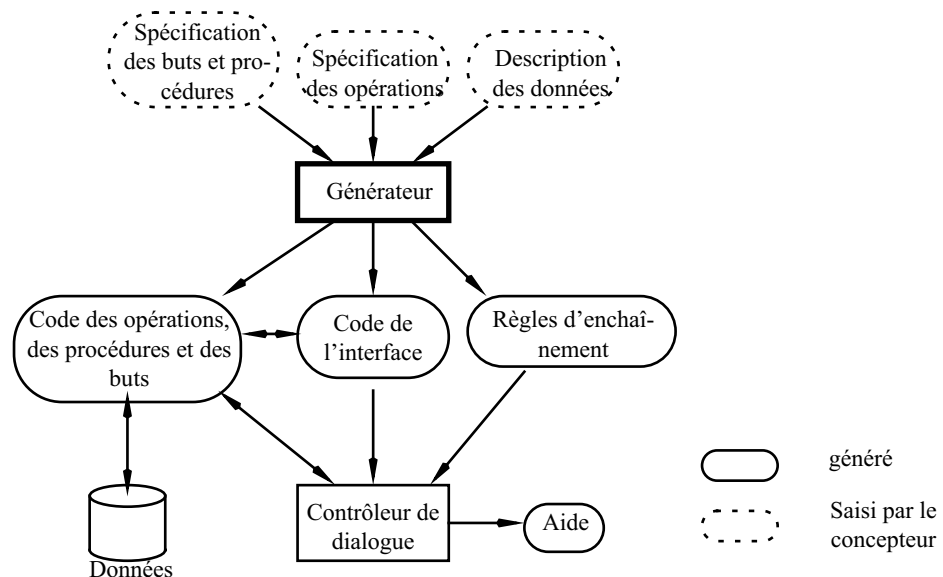 Spécification
des buts et pro-
cédures
Spécification
des opérations
Description
des données
Générateur
Code des opérations,
des procédures et des
buts
Code de
l’interface
Règles d’enchaî-
nement
Contrôleur de
dialogue
Aide
Données
généré
Saisi par le
concepteur